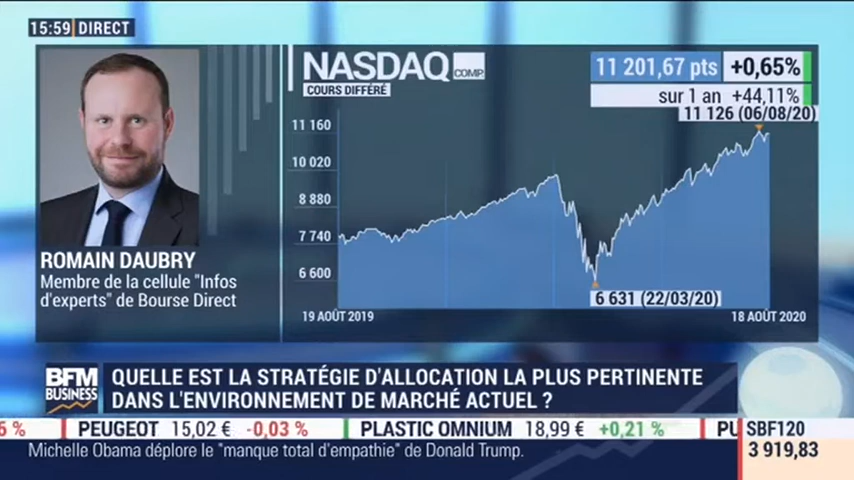 15:59 DIRECT
NASDAQ COMP.
COURS DIFFÉRÉ
11 201,67 pts +0,65%
sur 1 an +44,11%
11 126 (06/08/20)
11 160
10 020
8 880
7 740
6 600
6 631 (22/03/20)
19 AOÛT 2019
18 AOÛT 2020
ROMAIN DAUBRY
Membre de la cellule "Infos
d'experts" de Bourse Direct
BFM
BUSINESS
QUELLE EST LA STRATÉGIE D'ALLOCATION LA PLUS PERTINENTE
DANS L'ENVIRONNEMENT DE MARCHÉ ACTUEL ?
% PEUGEOT 15,02 € -0,03 % PLASTIC OMNIUM 18,99 € +0,21 % PU
SBF120
3 919,83
Michelle Obama déplore le "manque total d'empathie" de Donald Trump.